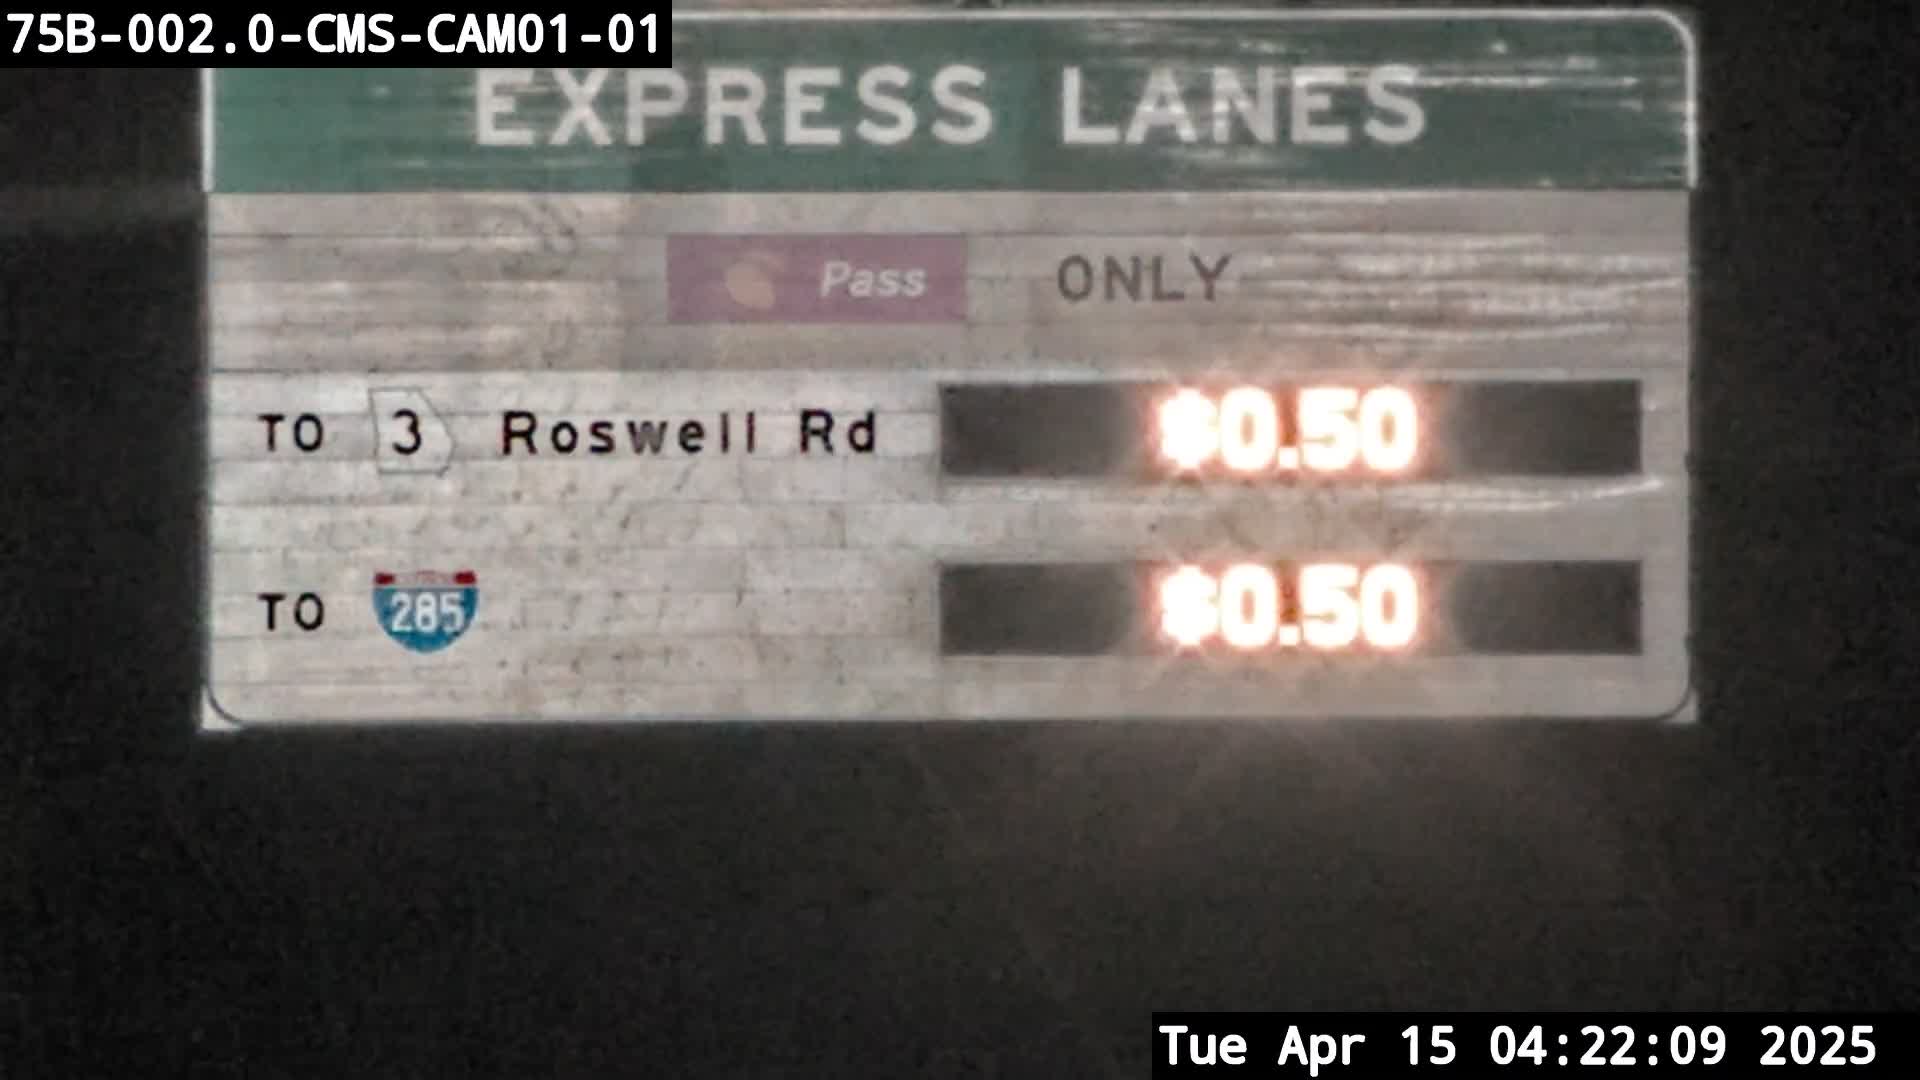 75B-002.0-CMS-CAM01-01
EXPRESS LANES
Pass ONLY
TO 3 Roswell Rd $0.50
TO 285 $0.50
Tue Apr 15 04:22:09 2025